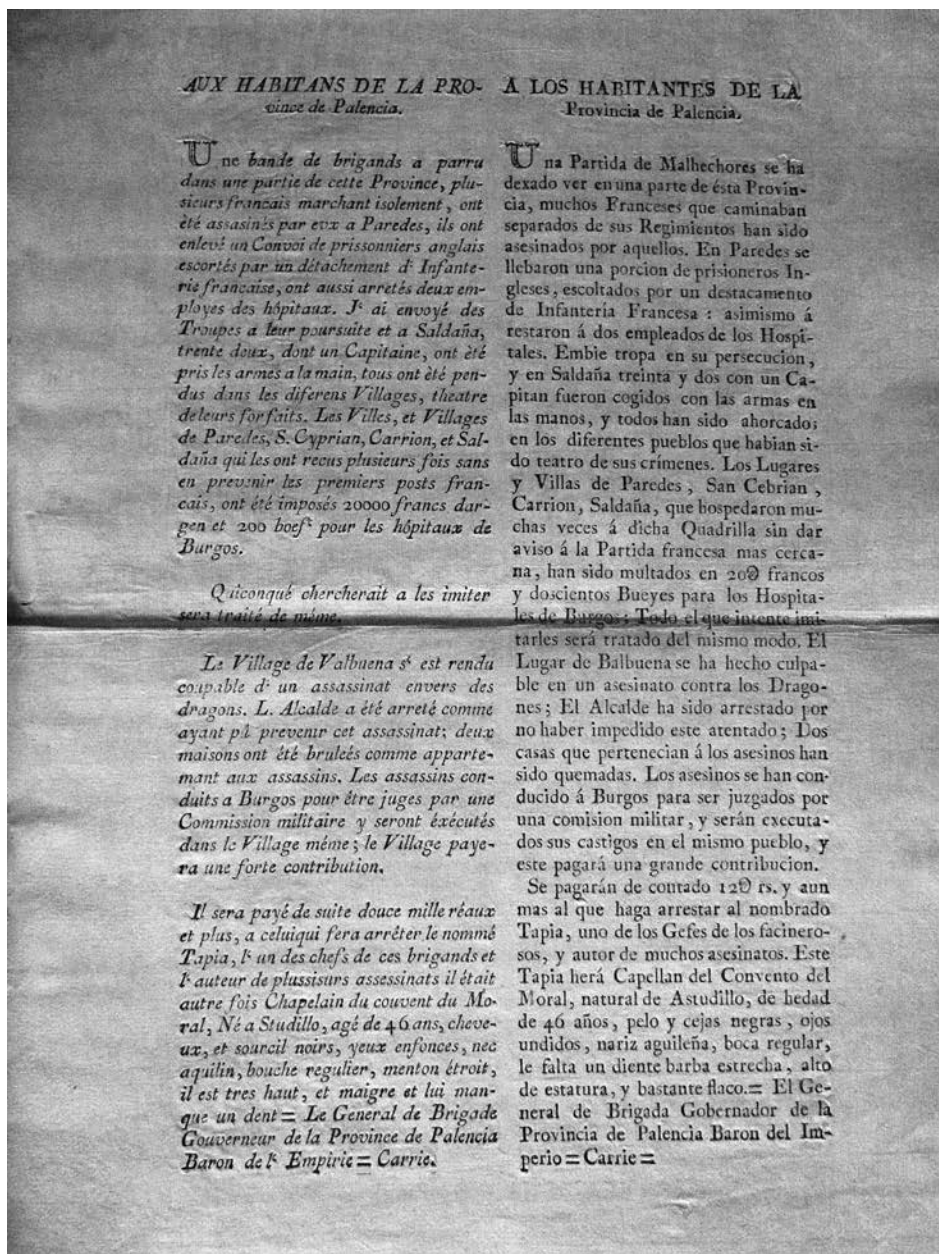 AUX HABITANS DE LA PRO-
vince de Palencia.
Une bande de brigands a parru
dans une partie de cette Province, plu-
sieurs francais marchant isolement, ont
èté assasinès par evx a Paredes, ils ont
enlevé un Convoi de prissonniers anglais
escortés par un détachement d' Infante-
rie francaise, ont aussi arretés deux em-
ployes des hôpitaux. J' ai envoyé des
Troupes a leur poursuite et a Saldaña,
trente deux, dont un Capitaine, ont èté
pris les armes a la main, tous ont èté pen-
dus dans les diferens Villages, theatre
deleurs forfaits. Les Villes, et Villages
de Paredes, S. Cyprian, Carrion, et Sal-
daña qui les ont recus plusieurs fois sans
en prevenir les premiers posts fran-
cais, ont été imposés 20000 francs dar-
gen et 200 boefs pour les hópitaux de
Burgos.
Quiconqué chercherait a les imiter
sera traité de méme.
Le Village de Valbuena s' est rendu
coupable d' un assassinat envers des
dragons. L. Alcalde a été arreté comme
ayant pû prevenir cet assassinat; deux
maisons ont été bruleés comme apparte-
mant aux assassins. Les assassins con-
duits a Burgos pour être juges par une
Commission militaire y seront éxécutés
dans le Village méme; le Village paye-
ra une forte contribution.
Il sera payé de suite douce mille réaux
et plus, a celuiqui fera arréter le nommé
Tapia, l' un des chefs de ces brigands et
l' auteur de plussisurs assessinats il était
autre fois Chapelain du couvent du Mo-
ral, Né a Studillo, agé de 46 ans, cheve-
ux, et sourcil noirs, yeux enfonces, nec
aquilin, bouche regulier, menton étroit,
il est tres haut, et maigre et lui man-
que un dent = Le General de Brigade
Gouverneur de la Province de Palencia
Baron de l' Empirie = Carrie.
A LOS HABITANTES DE LA
Provincia de Palencia.
Una Partida de Malhechores se ha
dexado ver en una parte de ésta Provin-
cia, muchos Franceses que caminaban
separados de sus Regimientos han sido
asesinados por aquellos. En Paredes se
llebaron una porcion de prisioneros In-
gleses, escoltados por un destacamento
de Infanteria Francesa : asimismo á
restaron á dos empleados de los Hospi-
tales. Embie tropa en su persecucion,
y en Saldaña treinta y dos con un Ca-
pitan fueron cogidos con las armas en
las manos, y todos han sido ahorcados
en los diferentes pueblos que habian si-
do teatro de sus crímenes. Los Lugares
y Villas de Paredes, San Cebrian,
Carrion, Saldaña, que hospedaron mu-
chas veces á dicha Quadrilla sin dar
aviso á la Partida francesa mas cerca-
na, han sido multados en 20Ꝋ francos
y doscientos Bueyes para los Hospita-
les de Burgos: Todo el que intente imi-
tarles será tratado del mismo modo. El
Lugar de Balbuena se ha hecho culpa-
ble en un asesinato contra los Drago-
nes; El Alcalde ha sido arrestado por
no haber impedido este atentado; Dos
casas que pertenecian á los asesinos han
sido quemadas. Los asesinos se han con-
ducido á Burgos para ser juzgados por
una comision militar, y serán executa-
dos sus castigos en el mismo pueblo, y
este pagará una grande contribucion.
Se pagarán de contado 12Ꝋ rs. y aun
mas al que haga arrestar al nombrado
Tapia, uno de los Gefes de los facinero-
sos, y autor de muchos asesinatos. Este
Tapia herá Capellan del Convento del
Moral, natural de Astudillo, de hedad
de 46 años, pelo y cejas negras, ojos
undidos, nariz aguileña, boca regular,
le falta un diente barba estrecha, alto
de estatura, y bastante flaco.= El Ge-
neral de Brigada Gobernador de la
Provincia de Palencia Baron del Im-
perio = Carrie =